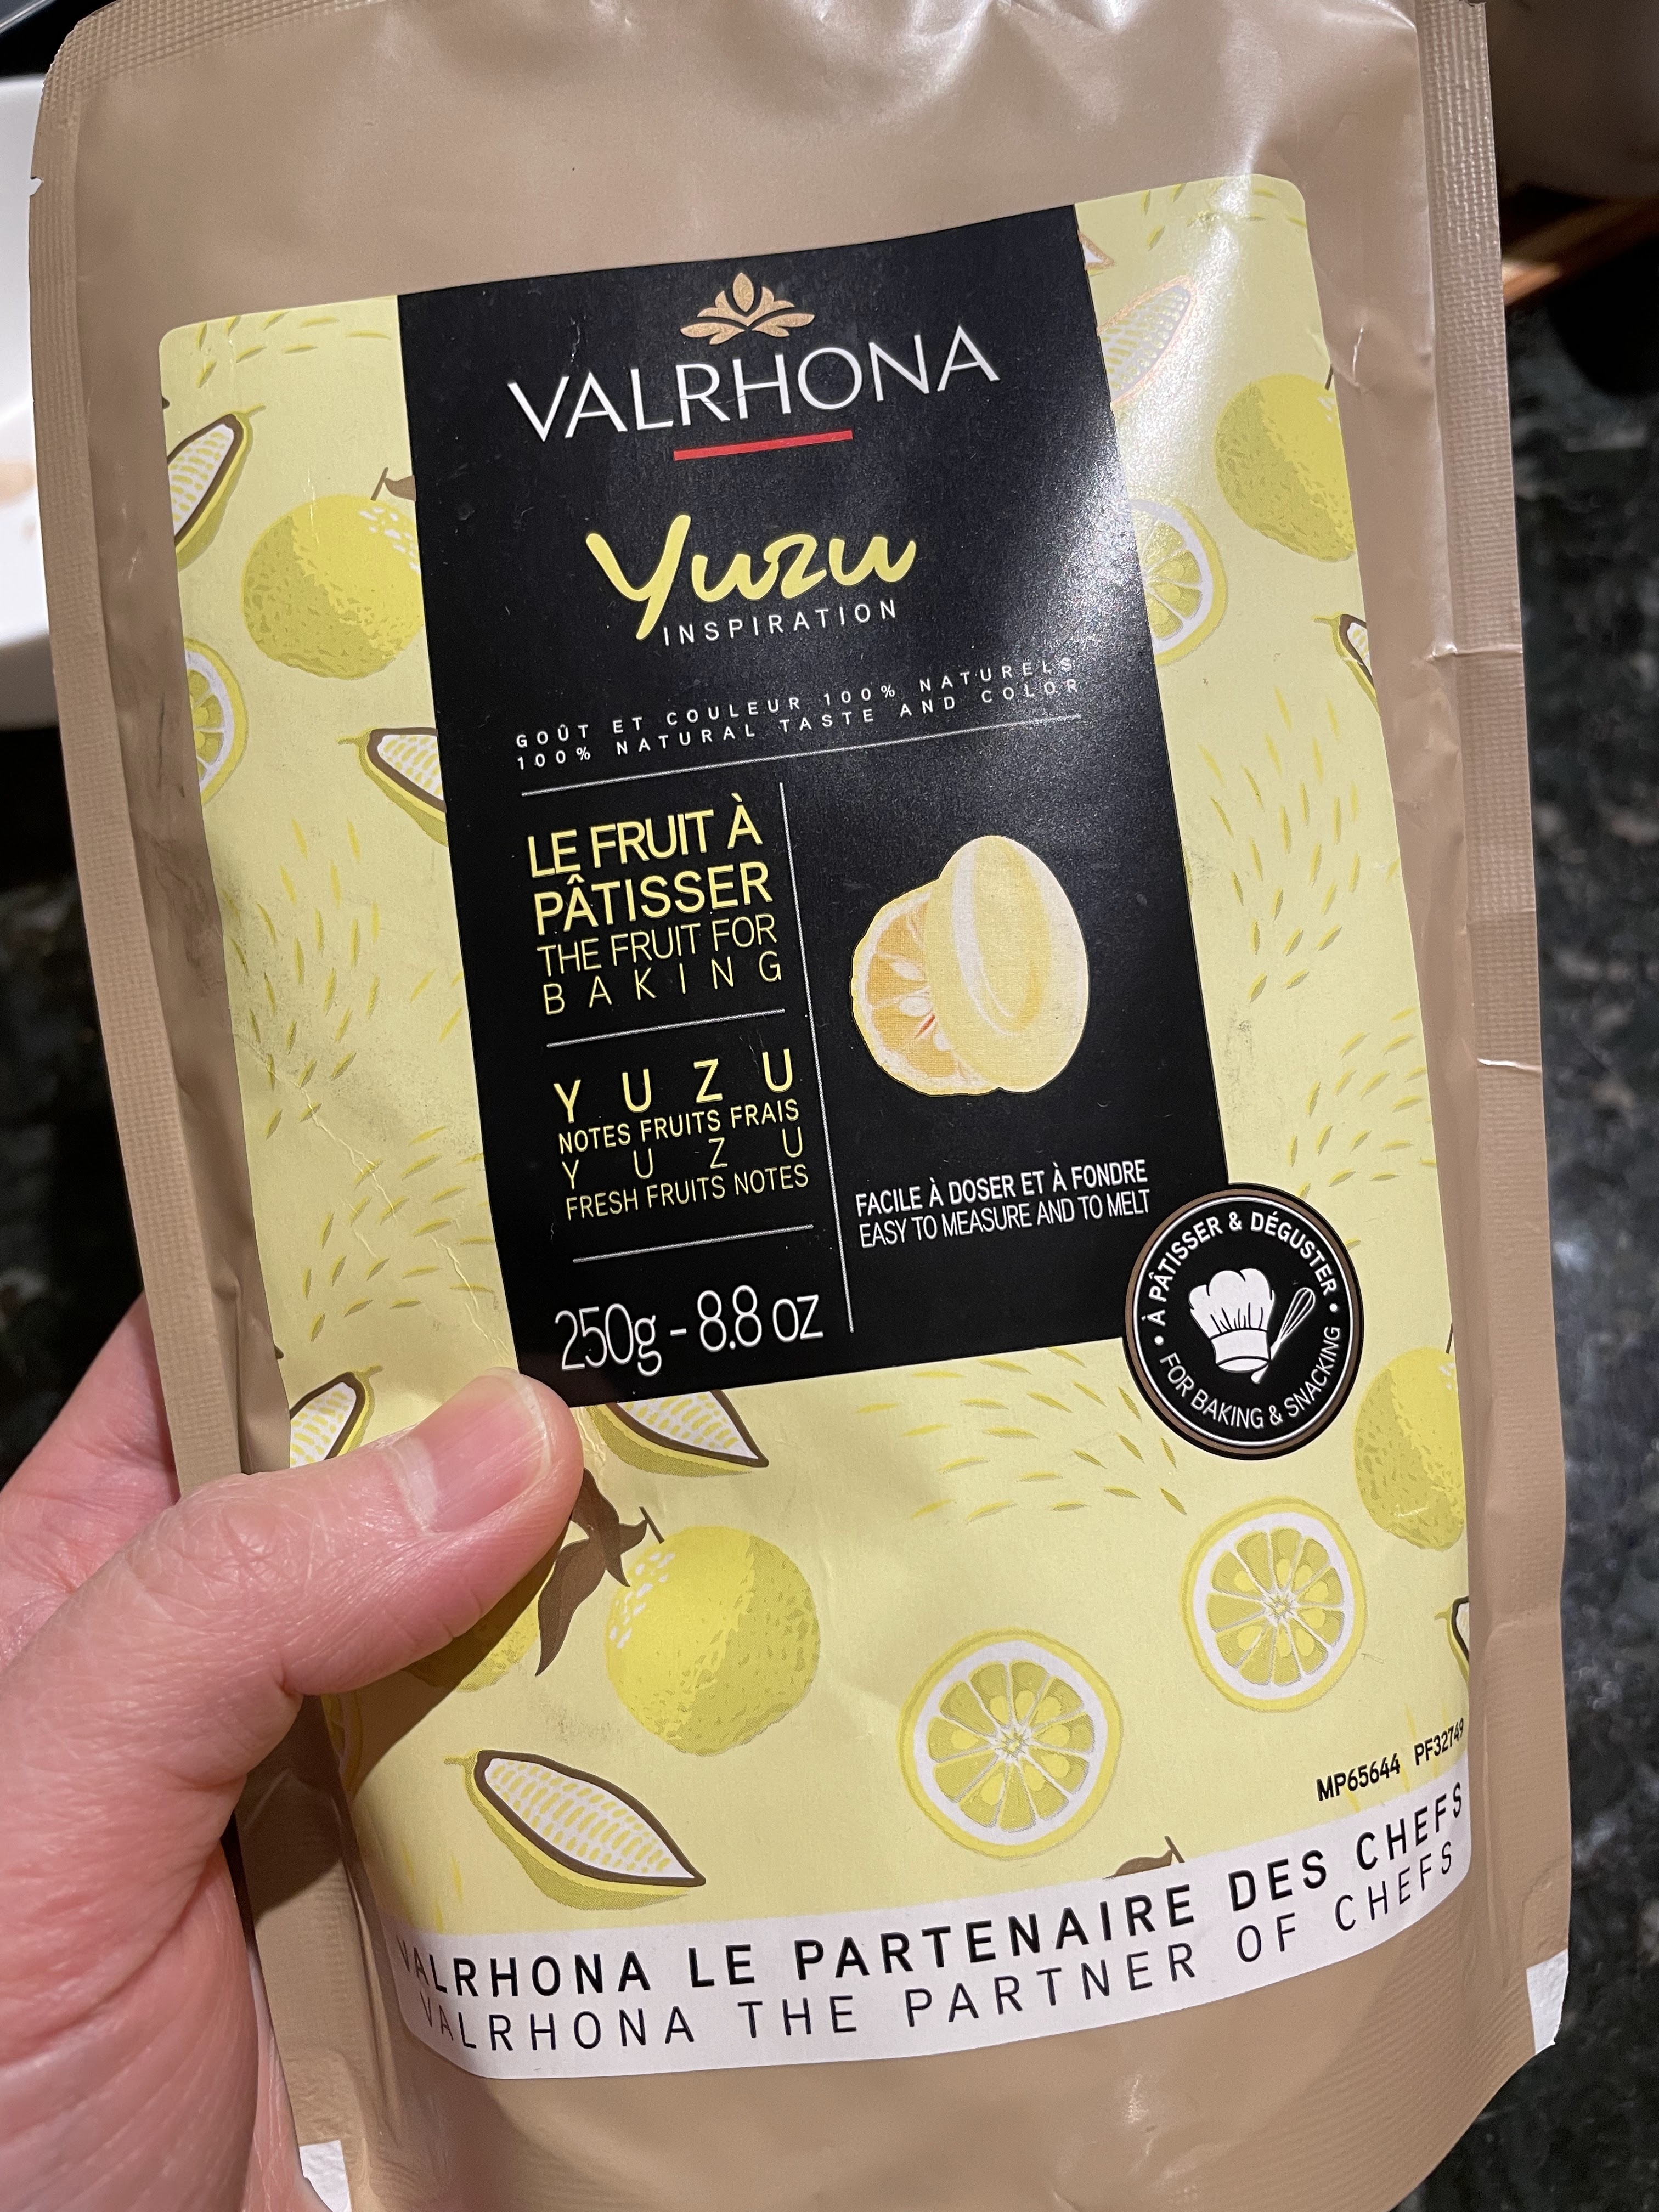 VALRHONA
Yuzu
INSPIRATION
GOÛT ET COULEUR 100% NATURELS
100% NATURAL TASTE AND COLOR
LE FRUIT À
PÂTISSER
THE FRUIT FOR
BAKING
YUZU
NOTES FRUITS FRAIS
YUZU
FRESH FRUITS NOTES
250g - 8.8 oz
FACILE À DOSER ET À FONDRE
EASY TO MEASURE AND TO MELT
• À PÂTISSER & DÉGUSTER •
FOR BAKING & SNACKING
MP65644 PF32749
VALRHONA LE PARTENAIRE DES CHEFS
VALRHONA THE PARTNER OF CHEFS